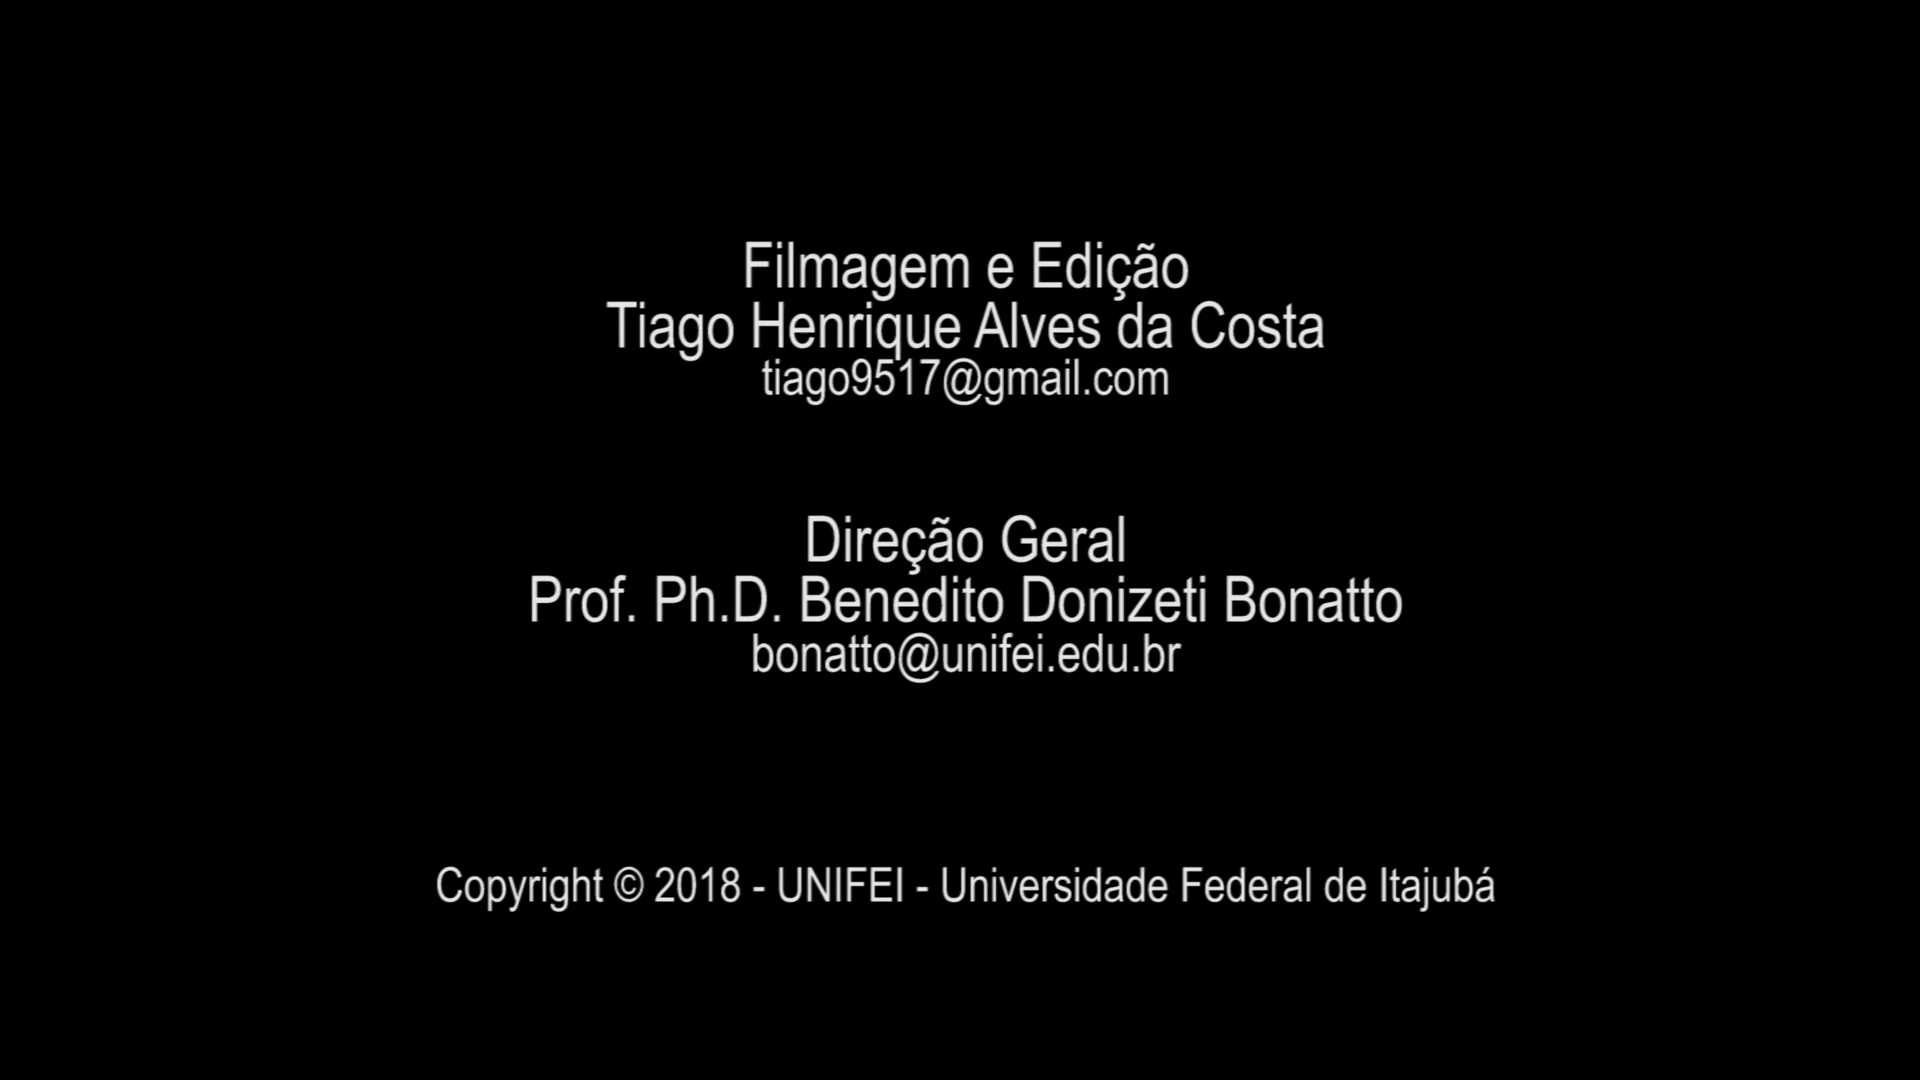 Filmagem e Edição
Tiago Henrique Alves da Costa
tiago9517@gmail.com
Direção Geral
Prof. Ph.D. Benedito Donizeti Bonatto
bonatto@unifei.edu.br
Copyright © 2018 - UNIFEI - Universidade Federal de Itajubá